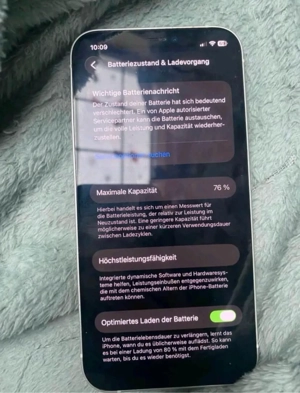 10:09
Batteriezustand & Ladevorgang
Wichtige Batterienachricht
Der Zustand deiner Batterie hat sich bedeutend
verschlechtert. Ein von Apple autorisierter
Servicepartner kann die Batterie austauschen,
um die volle Leistung und Kapazität wiederher-
zustellen.
Maximale Kapazität 76 %
Hierbei handelt es sich um einen Messwert für
die Batterieleistung, der relativ zur Leistung im
Neuzustand ist. Eine geringere Kapazität führt
möglicherweise zu einer kürzeren Verwendungsdauer
zwischen Ladezyklen.
Höchstleistungsfähigkeit
Integrierte dynamische Software und Hardwaresys-
teme helfen, Leistungseinbußen entgegenzuwirken,
die mit dem chemischen Altern der iPhone-Batterie
auftreten können.
Optimiertes Laden der Batterie
Um die Batterielebensdauer zu verlängern, lernt das
iPhone, wann du es üblicherweise auflädst. So kann
es bei einer Ladung von 80 % mit dem Fertigladen
warten, bis du es wieder benötigst.